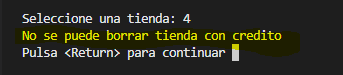 Seleccione una tienda: 4
No se puede borrar tienda con credito
Pulsa <Return> para continuar